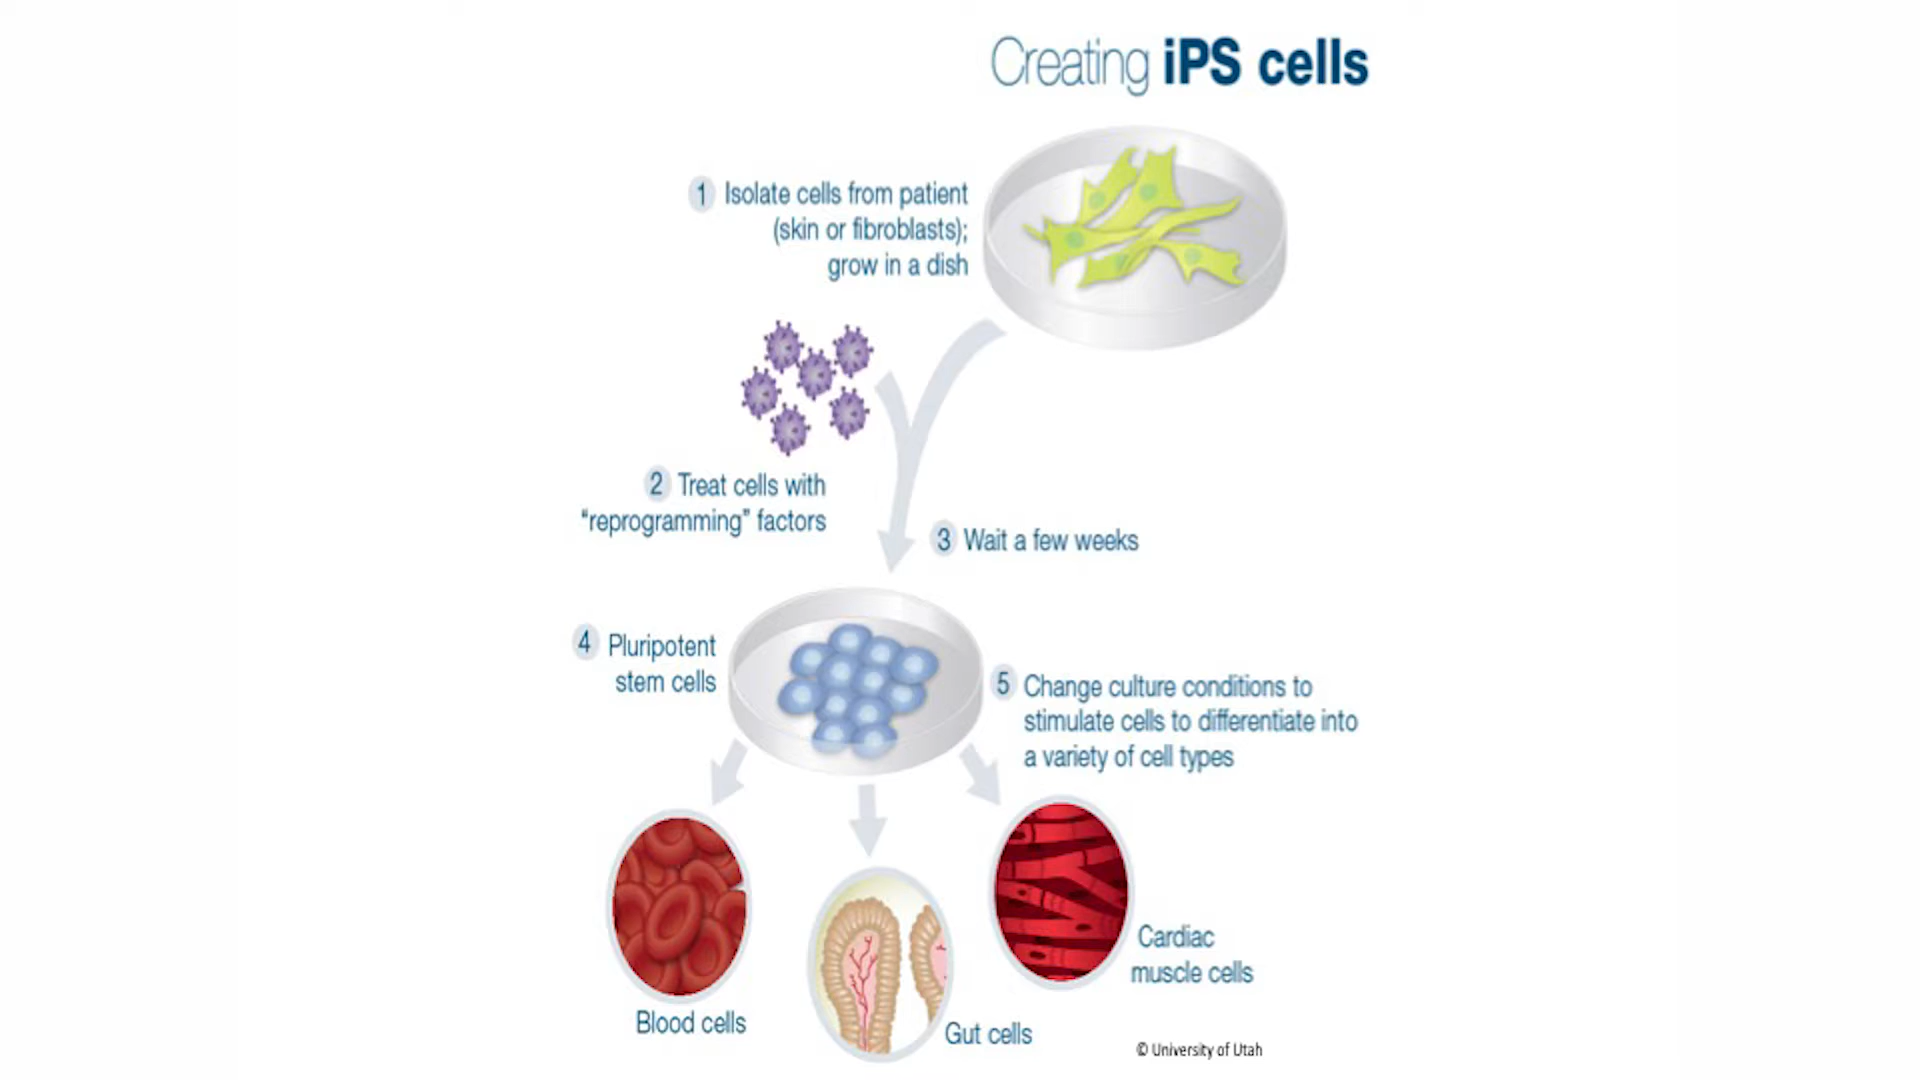 Creating iPS cells
1 Isolate cells from patient
(skin or fibroblasts);
grow in a dish
2 Treat cells with
“reprogramming” factors
3 Wait a few weeks
4 Pluripotent
stem cells
5 Change culture conditions to
stimulate cells to differentiate into
a variety of cell types
Blood cells
Gut cells
Cardiac
muscle cells
© University of Utah